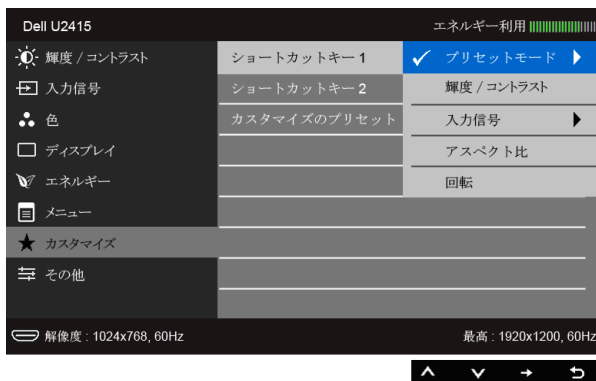 Dell U2415
エネルギー利用
輝度 / コントラスト
入力信号
色
ディスプレイ
エネルギー
メニュー
カスタマイズ
その他
ショートカットキー 1
ショートカットキー 2
カスタマイズのプリセット
プリセットモード
輝度 / コントラスト
入力信号
アスペクト比
回転
解像度 : 1024x768, 60Hz
最高 : 1920x1200, 60Hz